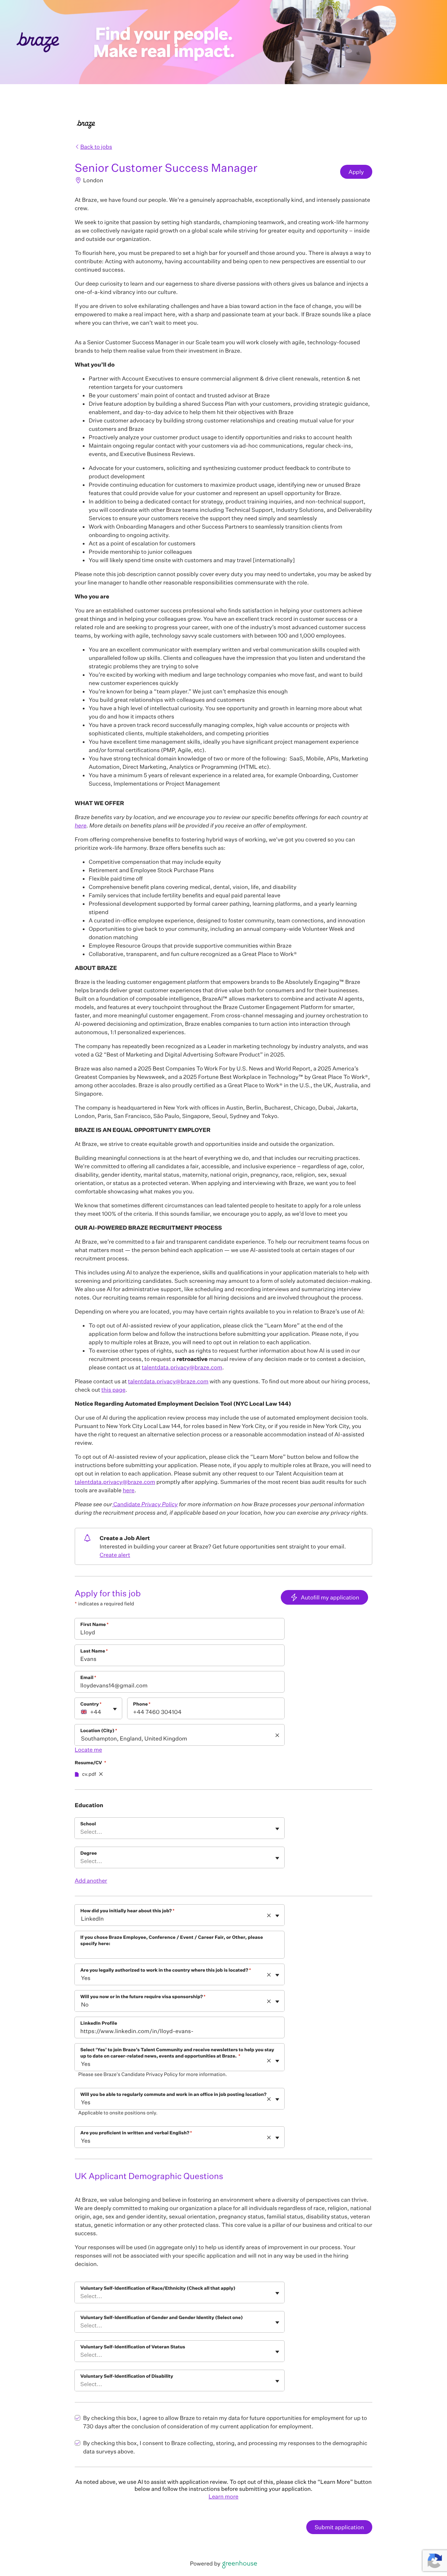 braze
Find your people.
Make real impact.
braze
Back to jobs
Senior Customer Success Manager
Apply
London
At Braze, we have found our people. We're a genuinely approachable, exceptionally kind, and intensely passionate
crew.
We seek to ignite that passion by setting high standards, championing teamwork, and creating work-life harmony
as we collectively navigate rapid growth on a global scale while striving for greater equity and opportunity – inside
and outside our organization.
To flourish here, you must be prepared to set a high bar for yourself and those around you. There is always a way to
contribute: Acting with autonomy, having accountability and being open to new perspectives are essential to our
continued success.
Our deep curiosity to learn and our eagerness to share diverse passions with others gives us balance and injects a
one-of-a-kind vibrancy into our culture.
If you are driven to solve exhilarating challenges and have a bias toward action in the face of change, you will be
empowered to make a real impact here, with a sharp and passionate team at your back. If Braze sounds like a place
where you can thrive, we can't wait to meet you.
As a Senior Customer Success Manager in our Scale team you will work closely with agile, technology-focused
brands to help them realise value from their investment in Braze.
What you'll do
Partner with Account Executives to ensure commercial alignment & drive client renewals, retention & net
retention targets for your customers
Be your customers' main point of contact and trusted advisor at Braze
Drive feature adoption by building a shared Success Plan with your customers, providing strategic guidance,
enablement, and day-to-day advice to help them hit their objectives with Braze
Drive customer advocacy by building strong customer relationships and creating mutual value for your
customers and Braze
Proactively analyze your customer product usage to identify opportunities and risks to account health
Maintain ongoing regular contact with your customers via ad-hoc communications, regular check-ins,
events, and Executive Business Reviews.
Advocate for your customers, soliciting and synthesizing customer product feedback to contribute to
product development
Provide continuing education for customers to maximize product usage, identifying new or unused Braze
features that could provide value for your customer and represent an upsell opportunity for Braze.
In addition to being a dedicated contact for strategy, product training inquiries, and non-technical support,
you will coordinate with other Braze teams including Technical Support, Industry Solutions, and Deliverability
Services to ensure your customers receive the support they need simply and seamlessly
Work with Onboarding Managers and other Success Partners to seamlessly transition clients from
onboarding to ongoing activity.
Act as a point of escalation for customers
Provide mentorship to junior colleagues
You will likely spend time onsite with customers and may travel [internationally]
Please note this job description cannot possibly cover every duty you may need to undertake, you may be asked by
your line manager to handle other reasonable responsibilities commensurate with the role.
Who you are
You are an established customer success professional who finds satisfaction in helping your customers achieve
great things and in helping your colleagues grow. You have an excellent track record in customer success or a
related role and are seeking to progress your career, with one of the industry's most advanced customer success
teams, by working with agile, technology savvy scale customers with between 100 and 1,000 employees.
You are an excellent communicator with exemplary written and verbal communication skills coupled with
unparalleled follow up skills. Clients and colleagues have the impression that you listen and understand the
strategic problems they are trying to solve
You're excited by working with medium and large technology companies who move fast, and want to build
new customer experiences quickly
You're known for being a "team player." We just can't emphasize this enough
You build great relationships with colleagues and customers
You have a high level of intellectual curiosity. You see opportunity and growth in learning more about what
you do and how it impacts others
You have a proven track record successfully managing complex, high value accounts or projects with
sophisticated clients, multiple stakeholders, and competing priorities
You have excellent time management skills, ideally you have significant project management experience
and/or formal certifications (PMP, Agile, etc).
You have strong technical domain knowledge of two or more of the following:  SaaS, Mobile, APIs, Marketing
Automation, Direct Marketing, Analytics or Programming (HTML etc).
You have a minimum 5 years of relevant experience in a related area, for example Onboarding, Customer
Success, Implementations or Project Management
WHAT WE OFFER
Braze benefits vary by location, and we encourage you to review our specific benefits offerings for each country at
here. More details on benefits plans will be provided if you receive an offer of employment.
From offering comprehensive benefits to fostering hybrid ways of working, we've got you covered so you can
prioritize work-life harmony. Braze offers benefits such as:
Competitive compensation that may include equity
Retirement and Employee Stock Purchase Plans
Flexible paid time off
Comprehensive benefit plans covering medical, dental, vision, life, and disability
Family services that include fertility benefits and equal paid parental leave
Professional development supported by formal career pathing, learning platforms, and a yearly learning
stipend
A curated in-office employee experience, designed to foster community, team connections, and innovation
Opportunities to give back to your community, including an annual company-wide Volunteer Week and
donation matching
Employee Resource Groups that provide supportive communities within Braze
Collaborative, transparent, and fun culture recognized as a Great Place to Work®
ABOUT BRAZE
Braze is the leading customer engagement platform that empowers brands to Be Absolutely Engaging™ Braze
helps brands deliver great customer experiences that drive value both for consumers and for their businesses.
Built on a foundation of composable intelligence, BrazeAI™ allows marketers to combine and activate AI agents,
models, and features at every touchpoint throughout the Braze Customer Engagement Platform for smarter,
faster, and more meaningful customer engagement. From cross-channel messaging and journey orchestration to
AI-powered decisioning and optimization, Braze enables companies to turn action into interaction through
autonomous, 1:1 personalized experiences.
The company has repeatedly been recognized as a Leader in marketing technology by industry analysts, and was
voted a G2 "Best of Marketing and Digital Advertising Software Product" in 2025.
Braze was also named a 2025 Best Companies To Work For by U.S. News and World Report, a 2025 America's
Greatest Companies by Newsweek, and a 2025 Fortune Best Workplace in Technology™ by Great Place To Work®,
among other accolades. Braze is also proudly certified as a Great Place to Work® in the U.S., the UK, Australia, and
Singapore.
The company is headquartered in New York with offices in Austin, Berlin, Bucharest, Chicago, Dubai, Jakarta,
London, Paris, San Francisco, São Paulo, Singapore, Seoul, Sydney and Tokyo.
BRAZE IS AN EQUAL OPPORTUNITY EMPLOYER
At Braze, we strive to create equitable growth and opportunities inside and outside the organization.
Building meaningful connections is at the heart of everything we do, and that includes our recruiting practices.
We're committed to offering all candidates a fair, accessible, and inclusive experience – regardless of age, color,
disability, gender identity, marital status, maternity, national origin, pregnancy, race, religion, sex, sexual
orientation, or status as a protected veteran. When applying and interviewing with Braze, we want you to feel
comfortable showcasing what makes you you.
We know that sometimes different circumstances can lead talented people to hesitate to apply for a role unless
they meet 100% of the criteria. If this sounds familiar, we encourage you to apply, as we'd love to meet you
OUR AI-POWERED BRAZE RECRUITMENT PROCESS
At Braze, we're committed to a fair and transparent candidate experience. To help our recruitment teams focus on
what matters most — the person behind each application — we use AI-assisted tools at certain stages of our
recruitment process.
This includes using AI to analyze the experience, skills and qualifications in your application materials to help with
screening and prioritizing candidates. Such screening may amount to a form of solely automated decision-making.
We also use AI for administrative support, like scheduling and recording interviews and summarizing interview
notes. Our recruiting teams remain responsible for all hiring decisions and are involved throughout the process.
Depending on where you are located, you may have certain rights available to you in relation to Braze's use of AI:
To opt out of AI-assisted review of your application, please click the "Learn More" at the end of the
application form below and follow the instructions before submitting your application. Please note, if you
apply to multiple roles at Braze, you will need to opt out in relation to each application.
To exercise other types of rights, such as to request further information about how AI is used in our
recruitment process, to request a retroactive manual review of any decision made or to contest a decision,
please contact us at talentdata.privacy@braze.com.
Please contact us at talentdata.privacy@braze.com with any questions. To find out more about our hiring process,
check out this page.
Notice Regarding Automated Employment Decision Tool (NYC Local Law 144)
Our use of AI during the application review process may include the use of automated employment decision tools.
Pursuant to New York City Local Law 144, for roles based in New York City, or if you reside in New York City, you may
have the right to request an alternative selection process or a reasonable accommodation instead of AI-assisted
review.
To opt out of AI-assisted review of your application, please click the "Learn More" button below and follow the
instructions before submitting your application. Please note, if you apply to multiple roles at Braze, you will need to
opt out in relation to each application. Please submit any other request to our Talent Acquisition team at
talentdata.privacy@braze.com promptly after applying. Summaries of the most recent bias audit results for such
tools are available here.
Please see our Candidate Privacy Policy for more information on how Braze processes your personal information
during the recruitment process and, if applicable based on your location, how you can exercise any privacy rights.
Create a Job Alert
Interested in building your career at Braze? Get future opportunities sent straight to your email.
Create alert
Apply for this job
Autofill my application
* indicates a required field
First Name*
Lloyd
Last Name*
Evans
Email*
lloydevans14@gmail.com
Country*
Phone*
+44
+44 7460 304104
Location (City)*
Southampton, England, United Kingdom
Locate me
Resume/CV *
cv.pdf
Education
School
Select...
Degree
Select...
Add another
How did you initially hear about this job?*
LinkedIn
If you chose Braze Employee, Conference / Event / Career Fair, or Other, please
specify here:
Are you legally authorized to work in the country where this job is located?*
Yes
Will you now or in the future require visa sponsorship?*
No
LinkedIn Profile
https://www.linkedin.com/in/lloyd-evans-
Select 'Yes' to join Braze's Talent Community and receive newsletters to help you stay
up to date on career-related news, events and opportunities at Braze. *
Yes
Please see Braze's Candidate Privacy Policy for more information.
Will you be able to regularly commute and work in an office in job posting location?
Yes
Applicable to onsite positions only.
Are you proficient in written and verbal English?*
Yes
UK Applicant Demographic Questions
At Braze, we value belonging and believe in fostering an environment where a diversity of perspectives can thrive.
We are deeply committed to making our organization a place for all individuals regardless of race, religion, national
origin, age, sex and gender identity, sexual orientation, pregnancy status, familial status, disability status, veteran
status, genetic information or any other protected class. This core value is a pillar of our business and critical to our
success.
Your responses will be used (in aggregate only) to help us identify areas of improvement in our process. Your
responses will not be associated with your specific application and will not in any way be used in the hiring
decision.
Voluntary Self-Identification of Race/Ethnicity (Check all that apply)
Select...
Voluntary Self-Identification of Gender and Gender Identity (Select one)
Select...
Voluntary Self-Identification of Veteran Status
Select...
Voluntary Self-Identification of Disability
Select...
By checking this box, I agree to allow Braze to retain my data for future opportunities for employment for up to
730 days after the conclusion of consideration of my current application for employment.
By checking this box, I consent to Braze collecting, storing, and processing my responses to the demographic
data surveys above.
As noted above, we use AI to assist with application review. To opt out of this, please click the "Learn More" button
below and follow the instructions before submitting your application.
Learn more
Submit application
Powered by greenhouse